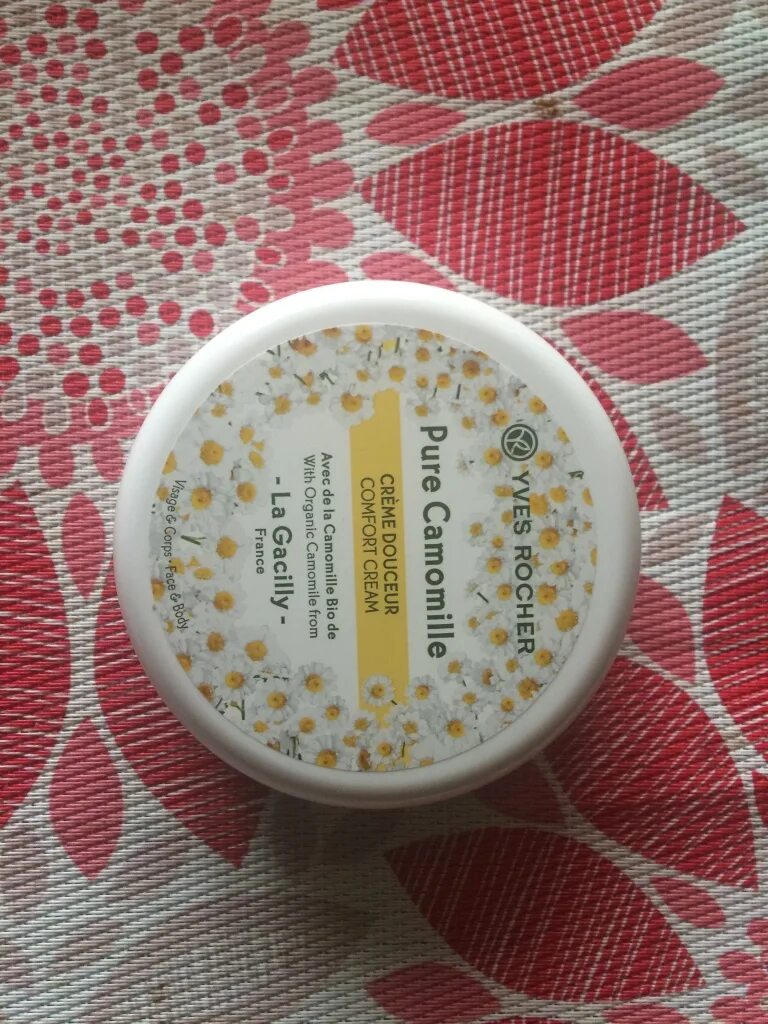 YVES ROCHER
Pure Camomille
CRÈME DOUCEUR
COMFORT CREAM
Avec de la Camomille Bio de
With Organic Camomile from
- La Gacilly -
France
Visage & Corps • Face & Body